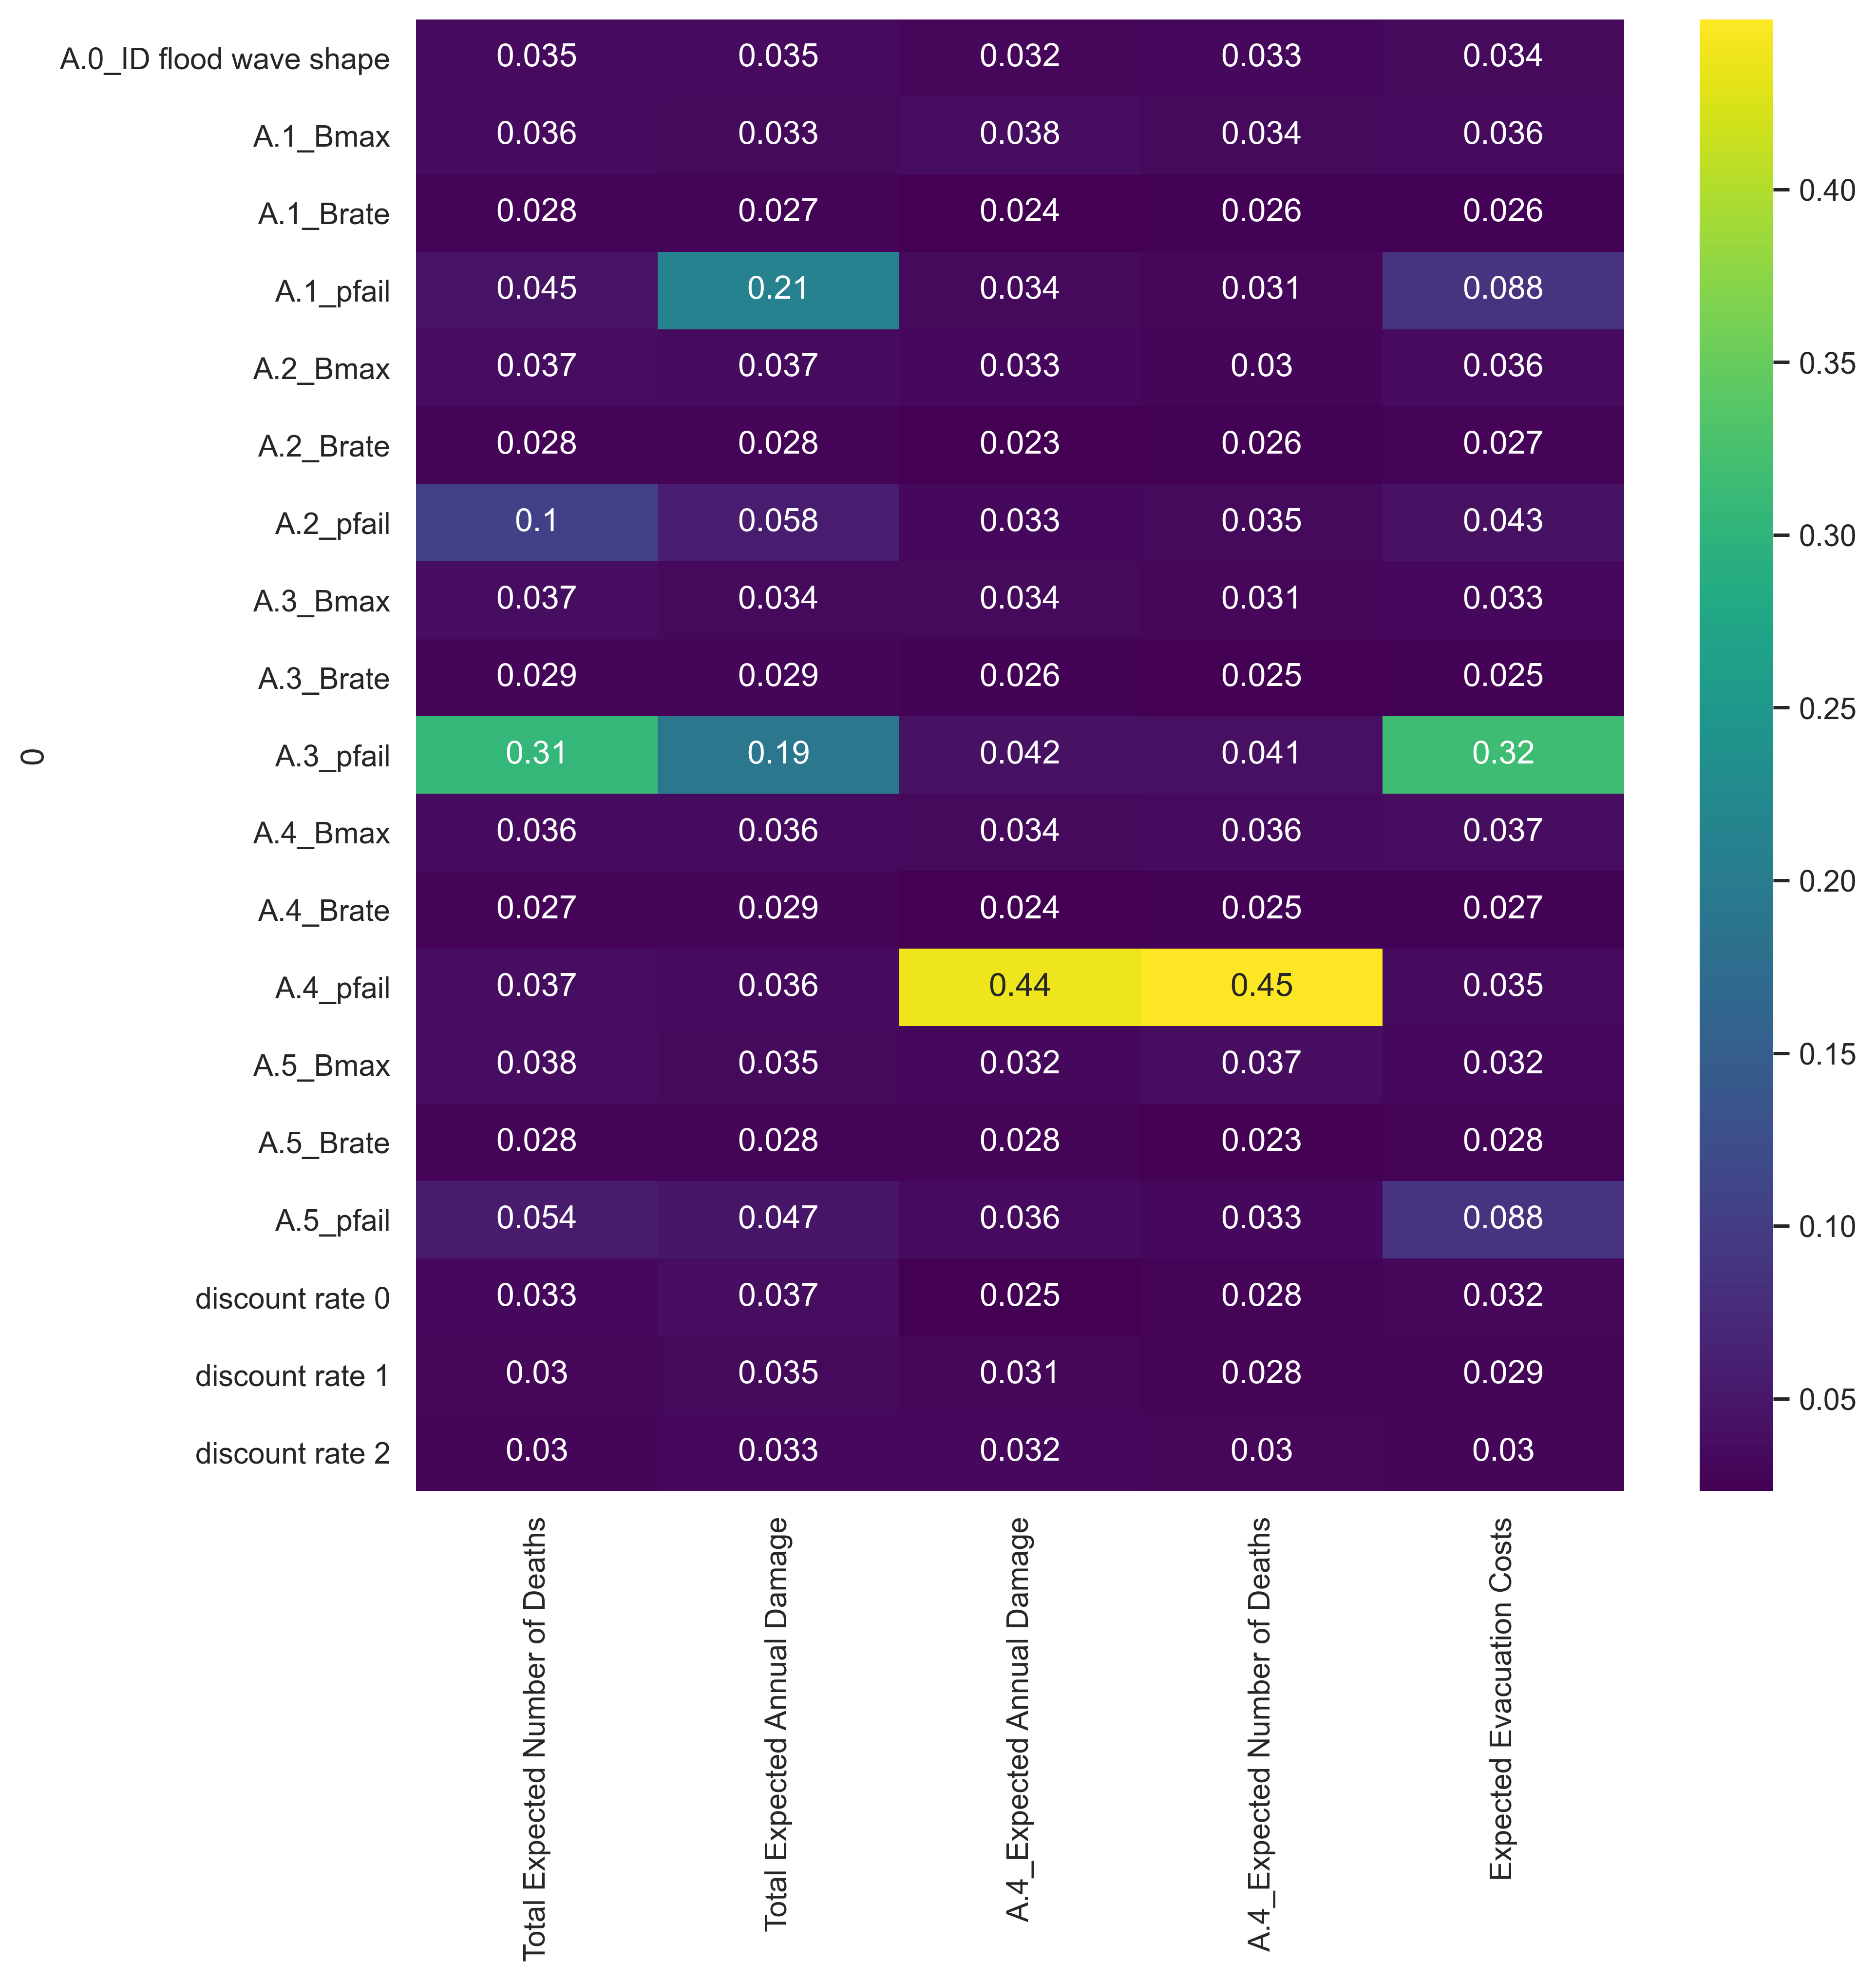 A.0_ID flood wave shape 0.035 0.035 0.032 0.033 0.034
A.1_Bmax 0.036 0.033 0.038 0.034 0.036
A.1_Brate 0.028 0.027 0.024 0.026 0.026
A.1_pfail 0.045 0.21 0.034 0.031 0.088
A.2_Bmax 0.037 0.037 0.033 0.03 0.036
A.2_Brate 0.028 0.028 0.023 0.026 0.027
A.2_pfail 0.1 0.058 0.033 0.035 0.043
A.3_Bmax 0.037 0.034 0.034 0.031 0.033
A.3_Brate 0.029 0.029 0.026 0.025 0.025
0
A.3_pfail 0.31 0.19 0.042 0.041 0.32
A.4_Bmax 0.036 0.036 0.034 0.036 0.037
A.4_Brate 0.027 0.029 0.024 0.025 0.027
A.4_pfail 0.037 0.036 0.44 0.45 0.035
A.5_Bmax 0.038 0.035 0.032 0.037 0.032
A.5_Brate 0.028 0.028 0.028 0.023 0.028
A.5_pfail 0.054 0.047 0.036 0.033 0.088
discount rate 0 0.033 0.037 0.025 0.028 0.032
discount rate 1 0.03 0.035 0.031 0.028 0.029
discount rate 2 0.03 0.033 0.032 0.03 0.03
Total Expected Number of Deaths
Total Expected Annual Damage
A.4_Expected Annual Damage
A.4_Expected Number of Deaths
Expected Evacuation Costs
0.40
0.35
0.30
0.25
0.20
0.15
0.10
0.05